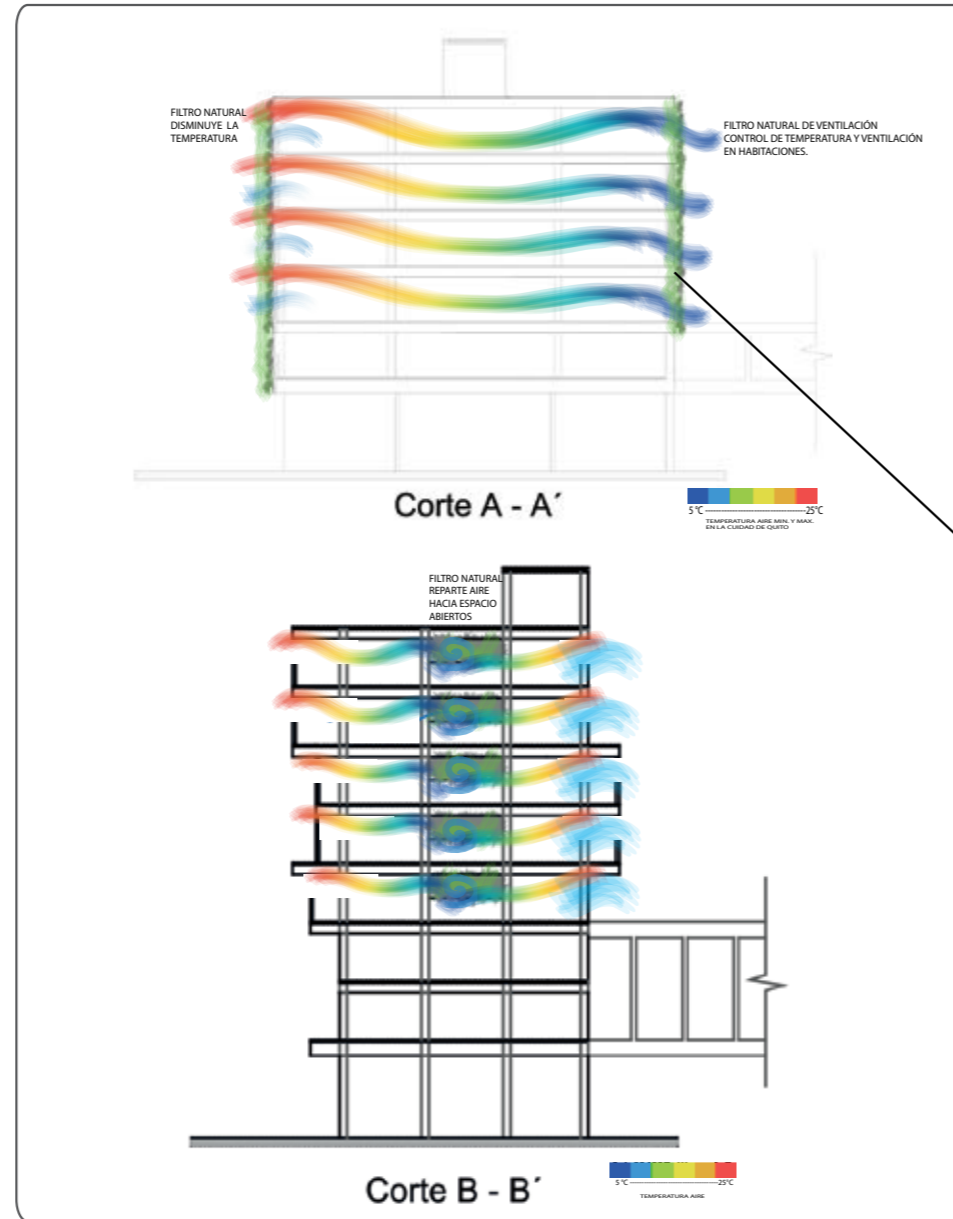 FILTRO NATURAL
DISMINUYE LA
TEMPERATURA
FILTRO NATURAL DE VENTILACIÓN
CONTROL DE TEMPERATURA Y VENTILACIÓN
EN HABITACIONES.
Corte A - A´
5 °C 25°C
TEMPERATURA AIRE MIN. Y MAX.
EN LA CUIDAD DE QUITO
FILTRO NATURAL
REPARTE AIRE
HACIA ESPACIO
ABIERTOS
Corte B - B´
5 °C 25°C
TEMPERATURA AIRE